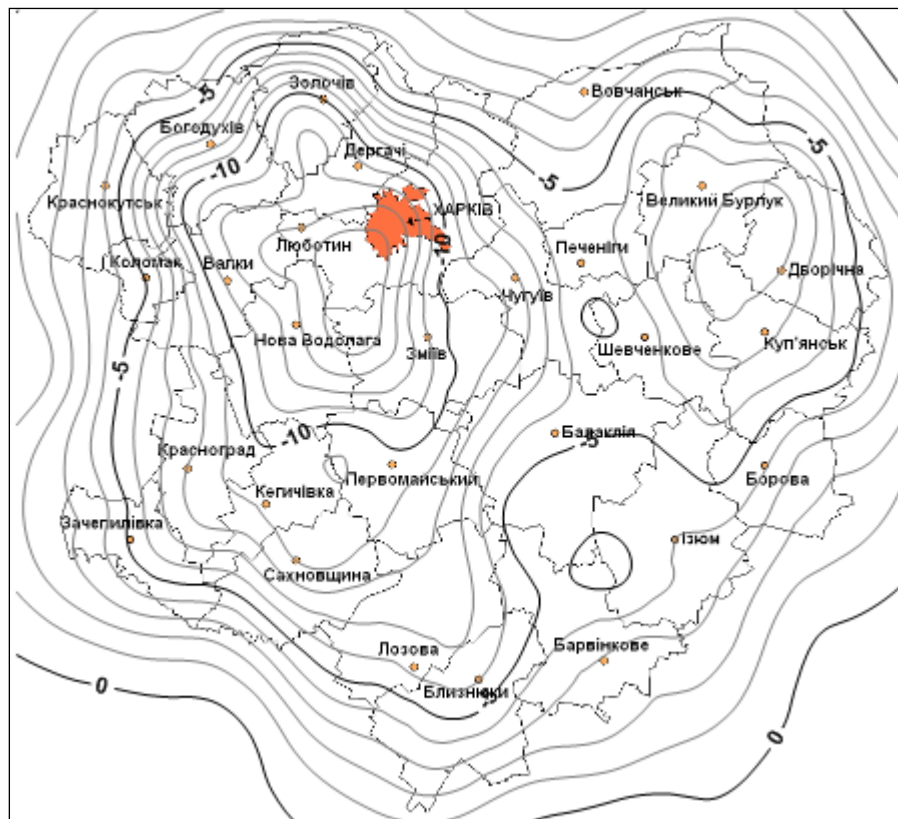 -5
Золочів
Вовчанськ
Богодухів
-10
Дергачі
-5
-5
Краснокутськ
Великий Бурлук
ХАРКІВ
Люботин
-10
Печеніги
Коломак
Валки
Дворічна
Чугуїв
Нова Водолага
Зміїв
Шевченкове
Куп'янськ
-5
-10
Балаклія
-5
Красноград
Первомайський
Борова
Кегичівка
Зачепилівка
Ізюм
Сахновщина
Лозова
Барвінкове
0
Близнюки
-5
0